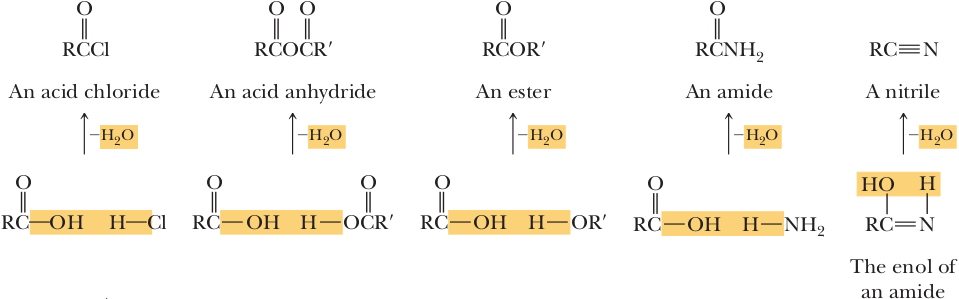 O O O O O
RCCl RCOCR′ RCOR′ RCNH₂ RC≡N
An acid chloride An acid anhydride An ester An amide A nitrile
−H₂O −H₂O −H₂O −H₂O −H₂O
O O O O O HO H
RC—OH H—Cl RC—OH H—OCR′ RC—OH H—OR′ RC—OH H—NH₂ RC=N
The enol of
an amide